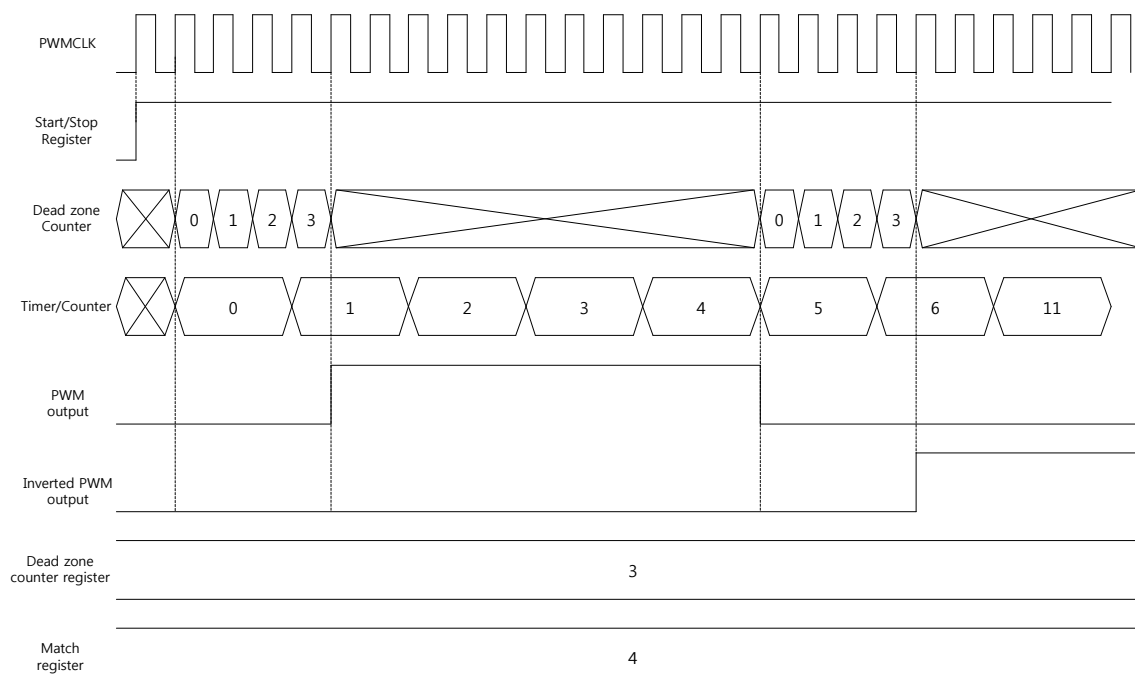 PWMCLK
Start/Stop
Register
Dead zone
Counter
0 1 2 3 0 1 2 3
Timer/Counter 0 1 2 3 4 5 6 11
PWM
output
Inverted PWM
output
Dead zone
counter register
3
Match
register
4